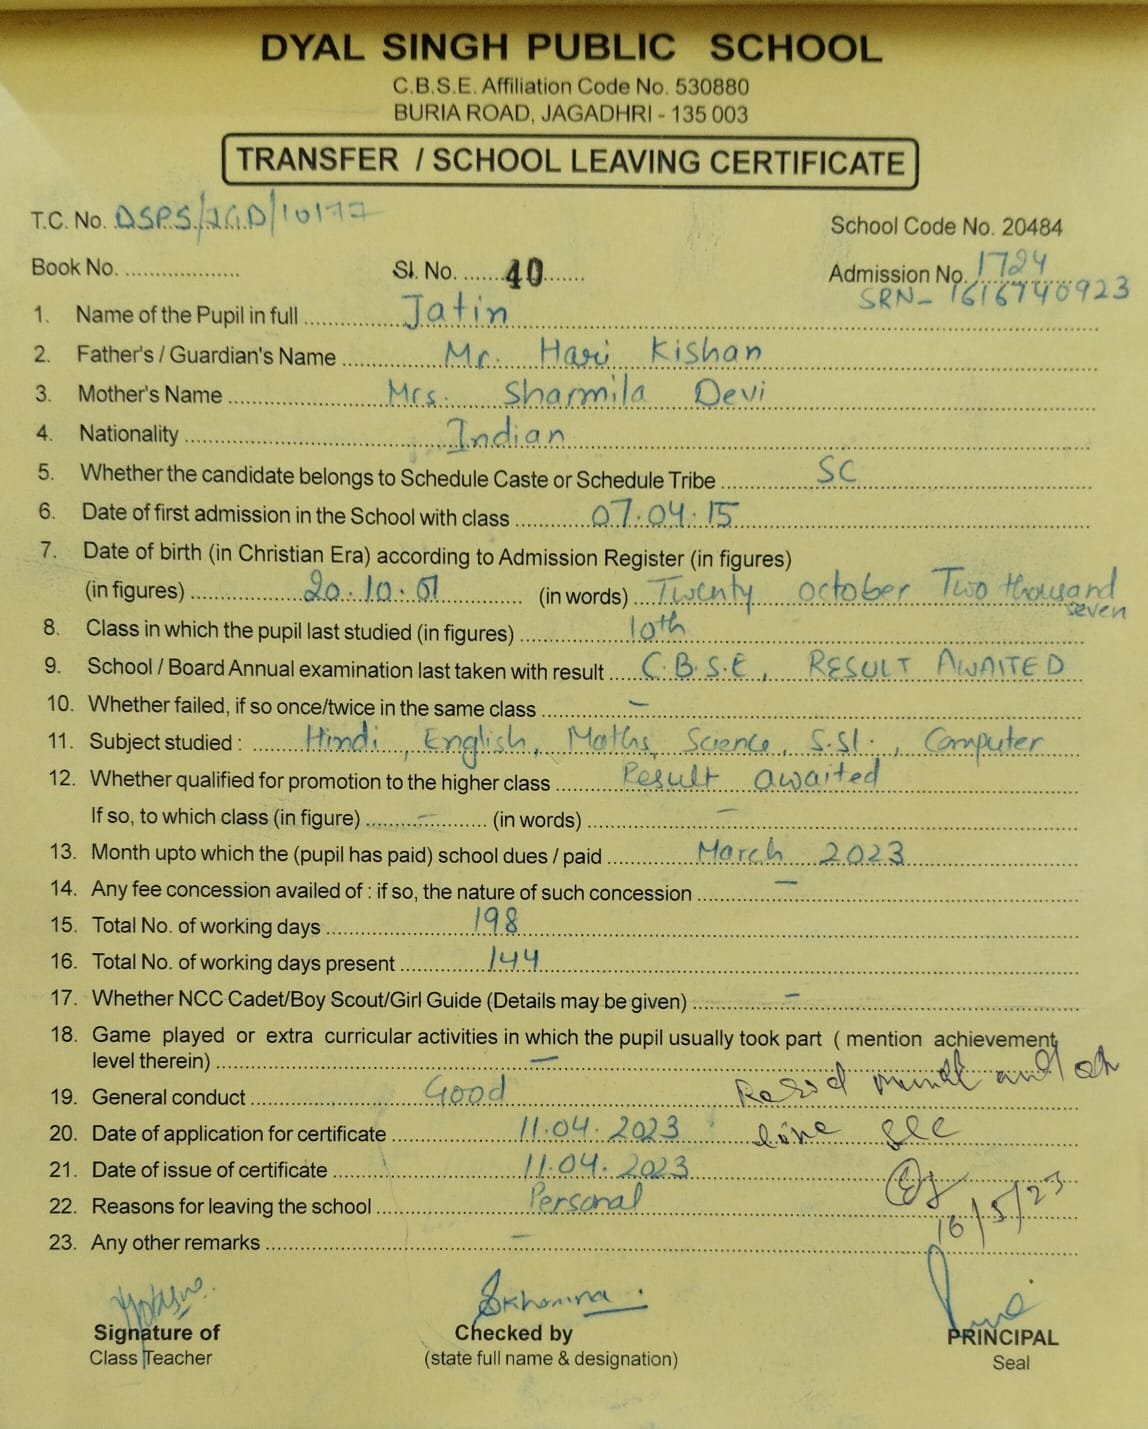 DYAL SINGH PUBLIC SCHOOL
C.B.S.E. Affiliation Code No. 530880
BURIA ROAD, JAGADHRI - 135 003
TRANSFER / SCHOOL LEAVING CERTIFICATE
T.C. No. DSPS/JGD/10177 School Code No. 20484
Book No. .................... Sl. No. .......40....... Admission No. 1724
SRN- 1616740923
1. Name of the Pupil in full Jatin
2. Father's / Guardian's Name Mr. Hari Kishan
3. Mother's Name Mrs. Sharmila Devi
4. Nationality Indian
5. Whether the candidate belongs to Schedule Caste or Schedule Tribe SC
6. Date of first admission in the School with class 07.04.15
7. Date of birth (in Christian Era) according to Admission Register (in figures)
(in figures) 20.10.07 (in words) Twenty october Two thousand
seven
8. Class in which the pupil last studied (in figures) 10th
9. School / Board Annual examination last taken with result C.B.S.E, RESULT AWAITED
10. Whether failed, if so once/twice in the same class –
11. Subject studied : Hindi, English, Maths, Science, S.St., Computer
12. Whether qualified for promotion to the higher class Result awaited
If so, to which class (in figure) – (in words) –
13. Month upto which the (pupil has paid) school dues / paid March 2023
14. Any fee concession availed of : if so, the nature of such concession –
15. Total No. of working days 198
16. Total No. of working days present 144
17. Whether NCC Cadet/Boy Scout/Girl Guide (Details may be given) –
18. Game played or extra curricular activities in which the pupil usually took part ( mention achievement
level therein) –
19. General conduct Good
20. Date of application for certificate 11.04.2023
21. Date of issue of certificate 11.04.2023
22. Reasons for leaving the school Personal
16/5/23
23. Any other remarks –
Signature of Checked by PRINCIPAL
Class Teacher (state full name & designation) Seal